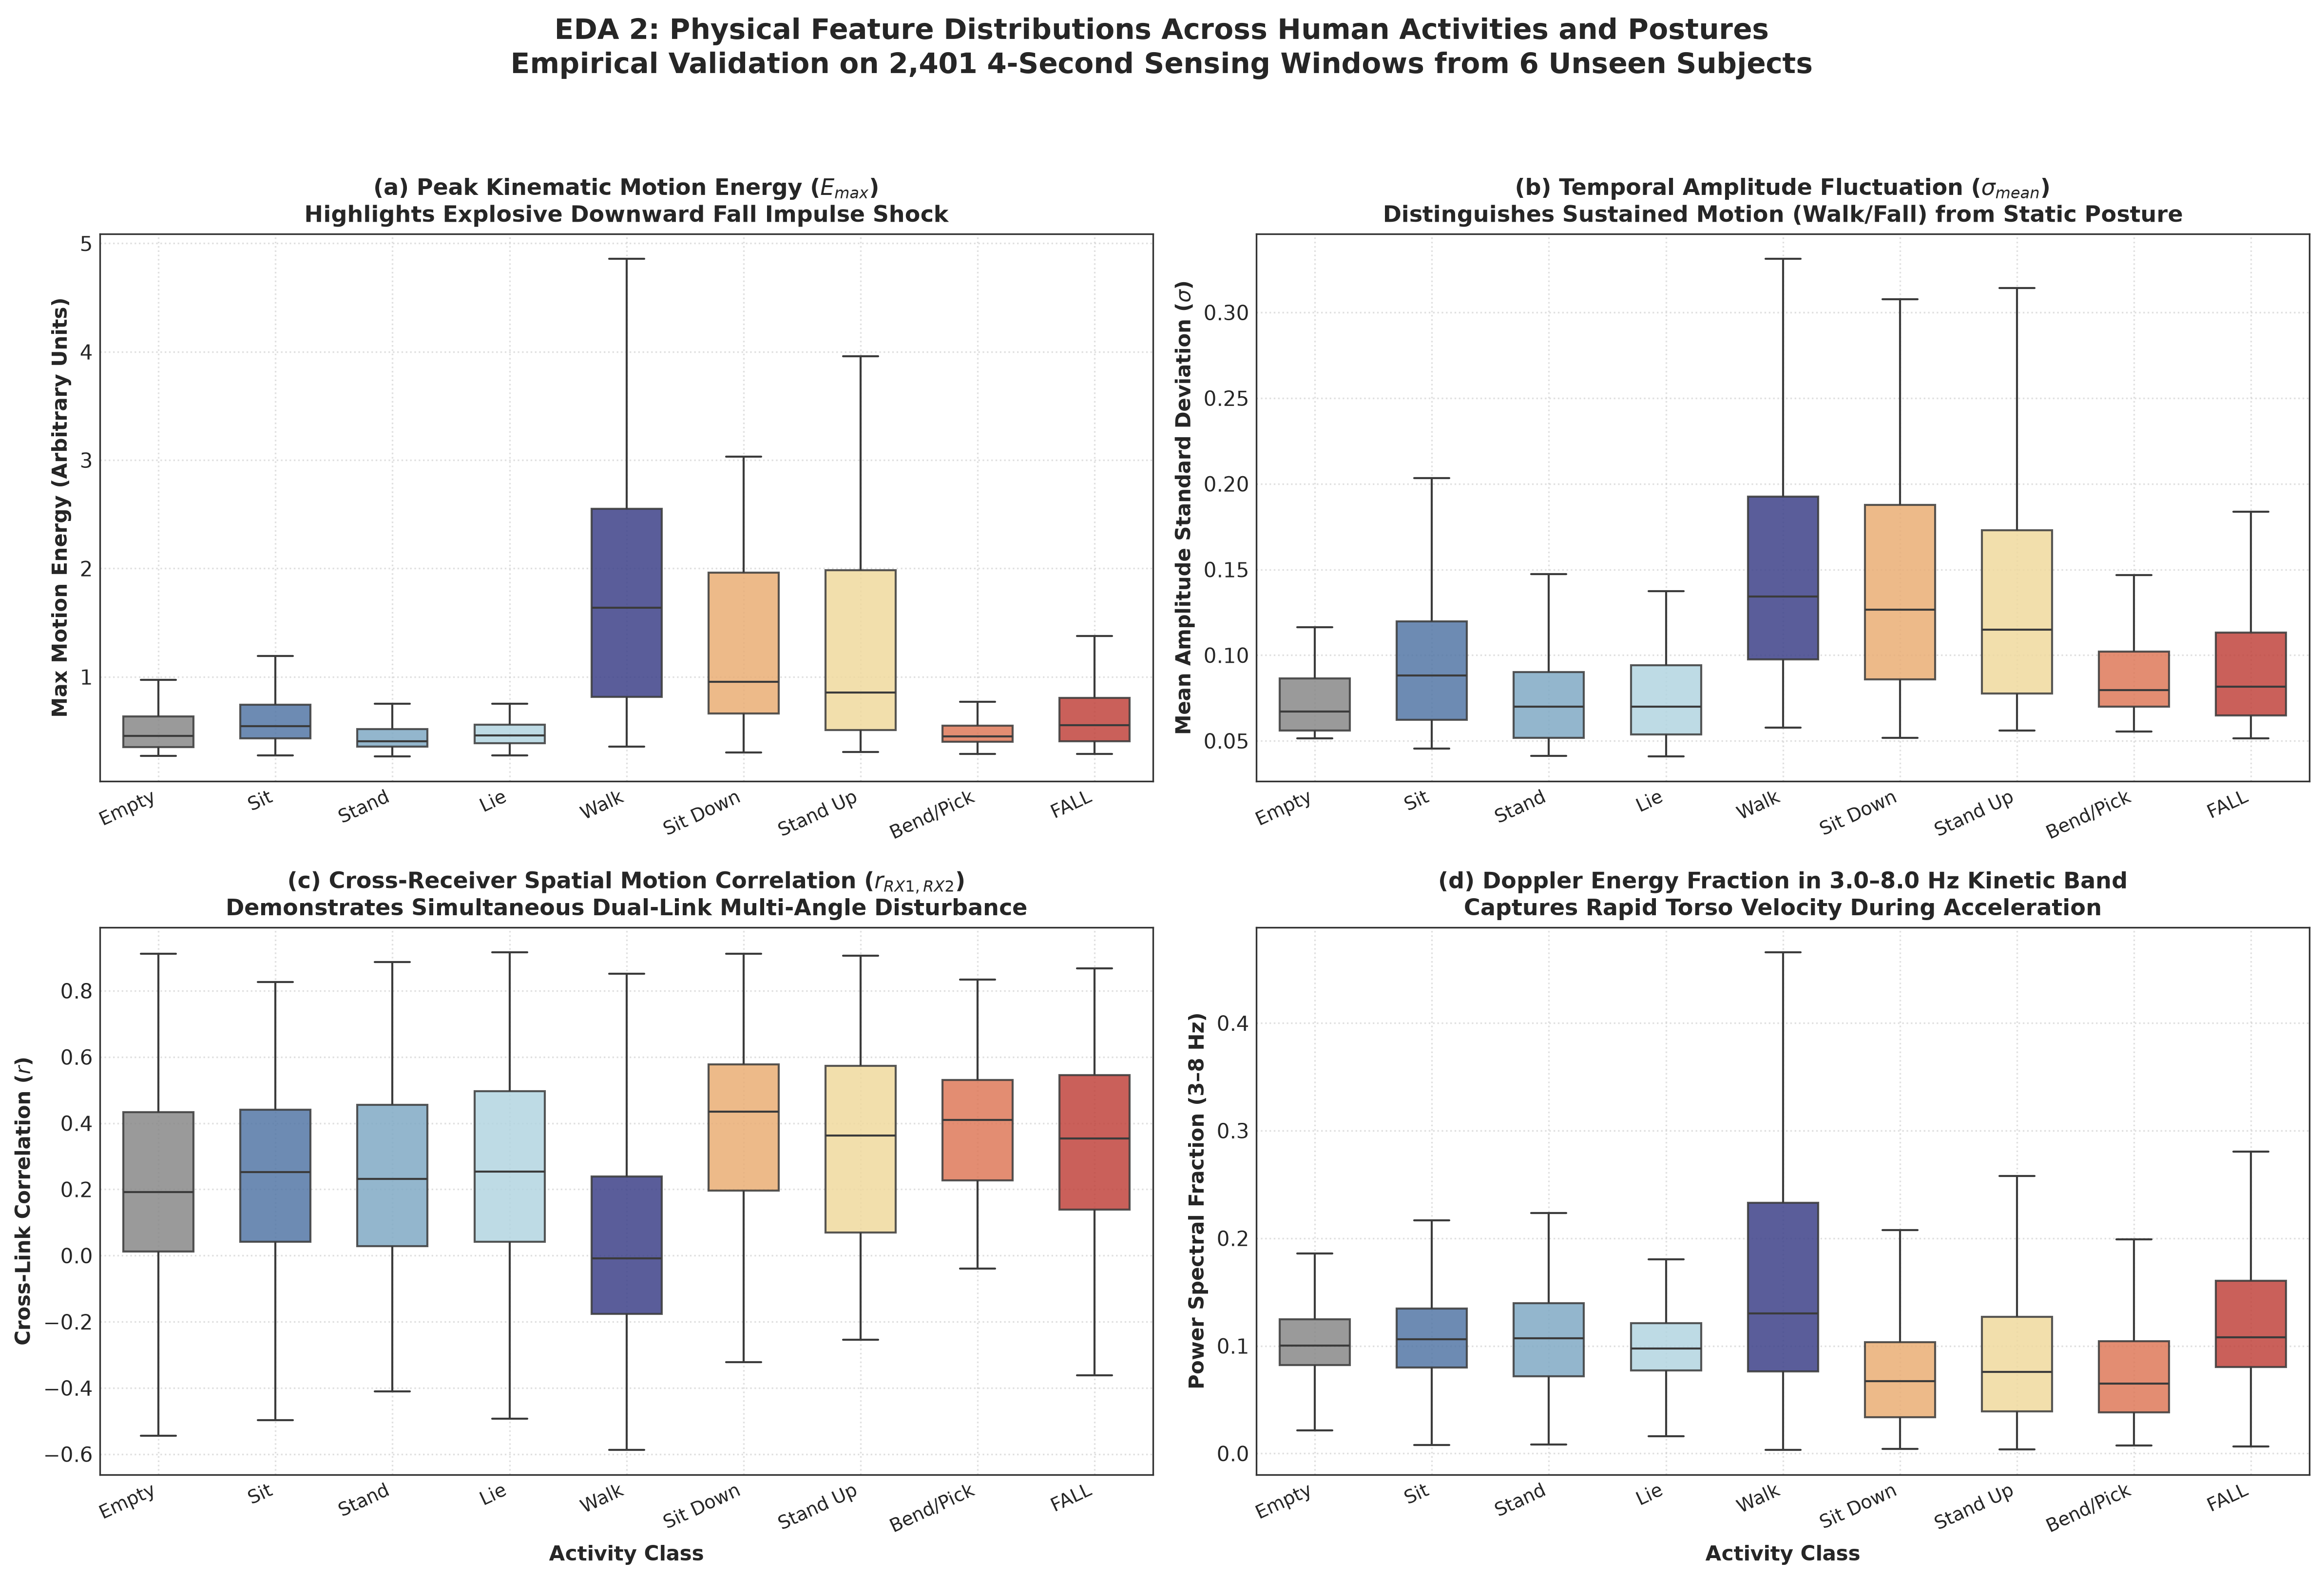 EDA 2: Physical Feature Distributions Across Human Activities and Postures
Empirical Validation on 2,401 4-Second Sensing Windows from 6 Unseen Subjects
(a) Peak Kinematic Motion Energy (E_max)
Highlights Explosive Downward Fall Impulse Shock
Max Motion Energy (Arbitrary Units)
5
4
3
2
1
Empty
Sit
Stand
Lie
Walk
Sit Down
Stand Up
Bend/Pick
FALL
(b) Temporal Amplitude Fluctuation (σ_mean)
Distinguishes Sustained Motion (Walk/Fall) from Static Posture
Mean Amplitude Standard Deviation (σ)
0.30
0.25
0.20
0.15
0.10
0.05
Empty
Sit
Stand
Lie
Walk
Sit Down
Stand Up
Bend/Pick
FALL
(c) Cross-Receiver Spatial Motion Correlation (r_RX1,RX2)
Demonstrates Simultaneous Dual-Link Multi-Angle Disturbance
Cross-Link Correlation (r)
0.8
0.6
0.4
0.2
0.0
−0.2
−0.4
−0.6
Empty
Sit
Stand
Lie
Walk
Sit Down
Stand Up
Bend/Pick
FALL
Activity Class
(d) Doppler Energy Fraction in 3.0–8.0 Hz Kinetic Band
Captures Rapid Torso Velocity During Acceleration
Power Spectral Fraction (3–8 Hz)
0.4
0.3
0.2
0.1
0.0
Empty
Sit
Stand
Lie
Walk
Sit Down
Stand Up
Bend/Pick
FALL
Activity Class